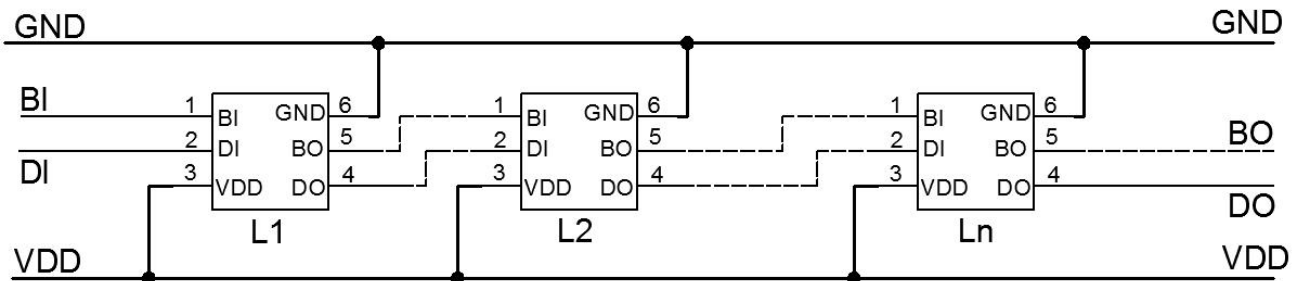 GND GND
BI 1 BI GND 6 1 BI GND 6 1 BI GND 6
DI 2 DI BO 5 2 DI BO 5 2 DI BO 5 BO
3 VDD DO 4 3 VDD DO 4 3 VDD DO 4 DO
L1 L2 Ln
VDD VDD